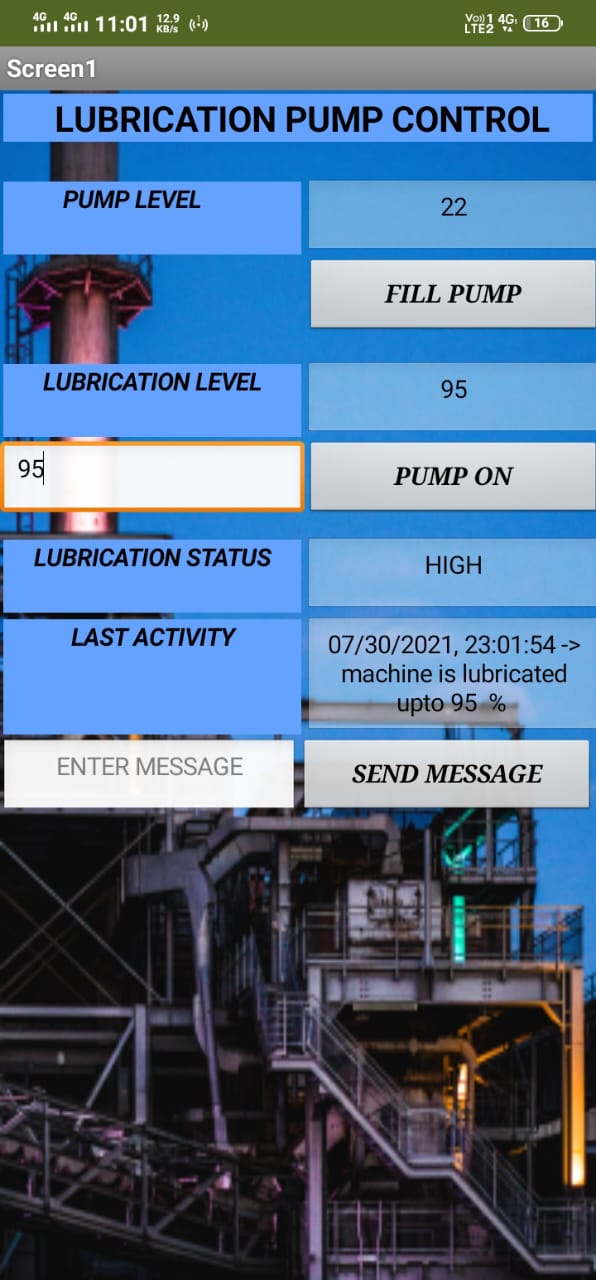 4G 4G 11:01 12.9 KB/s Vo)) 1 LTE2 4G 16
Screen1
LUBRICATION PUMP CONTROL
PUMP LEVEL 22
FILL PUMP
LUBRICATION LEVEL 95
95 PUMP ON
LUBRICATION STATUS HIGH
LAST ACTIVITY 07/30/2021, 23:01:54 ->
machine is lubricated
upto 95 %
ENTER MESSAGE SEND MESSAGE